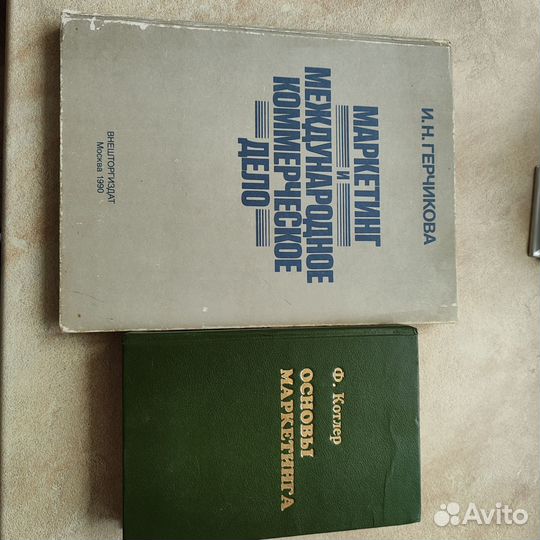 И.Н. ГЕРЧИКОВА
МАРКЕТИНГ
И
МЕЖДУНАРОДНОЕ
КОММЕРЧЕСКОЕ
ДЕЛО
ВНЕШТОРГИЗДАТ
Москва 1990
Ф. Котлер
ОСНОВЫ
МАРКЕТИНГА
Avito